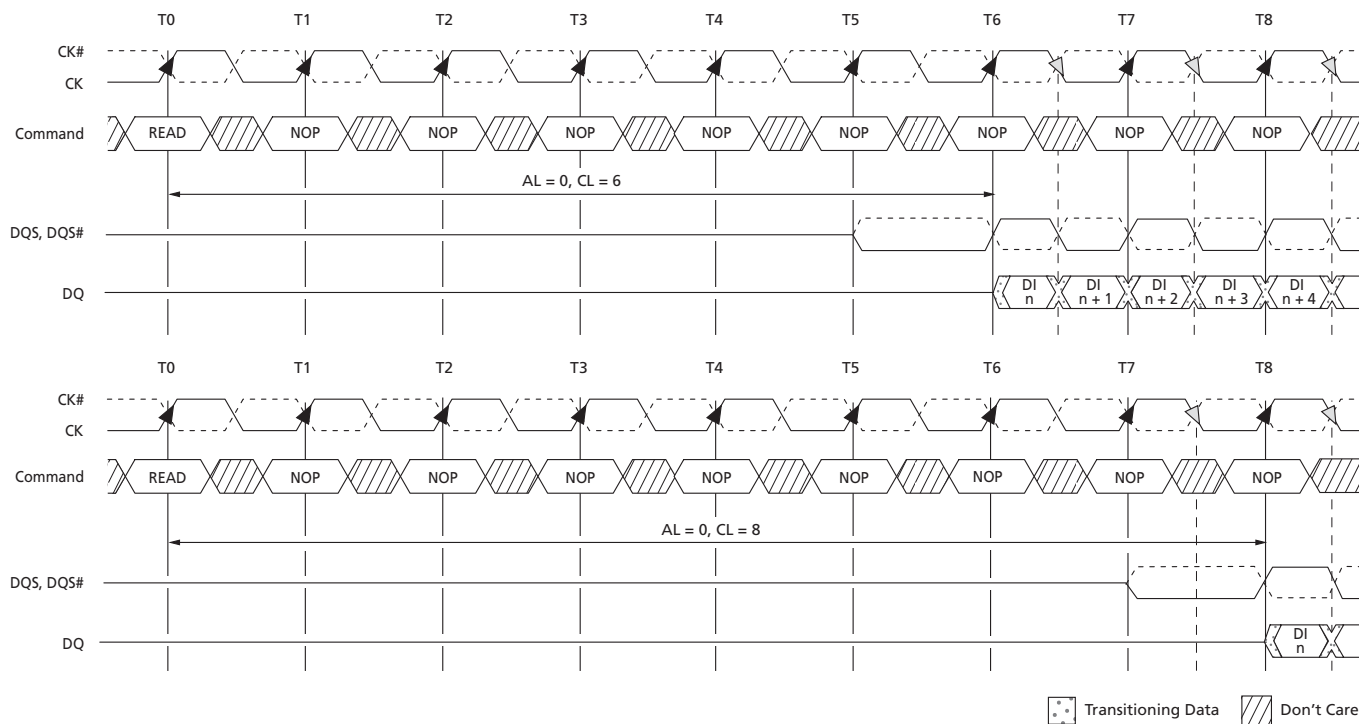 T0 T1 T2 T3 T4 T5 T6 T7 T8
CK#
CK
Command READ NOP NOP NOP NOP NOP NOP NOP NOP
AL = 0, CL = 6
DQS, DQS#
DQ DI n DI n + 1 DI n + 2 DI n + 3 DI n + 4
T0 T1 T2 T3 T4 T5 T6 T7 T8
CK#
CK
Command READ NOP NOP NOP NOP NOP NOP NOP NOP
AL = 0, CL = 8
DQS, DQS#
DQ DI n
Transitioning Data Don't Care